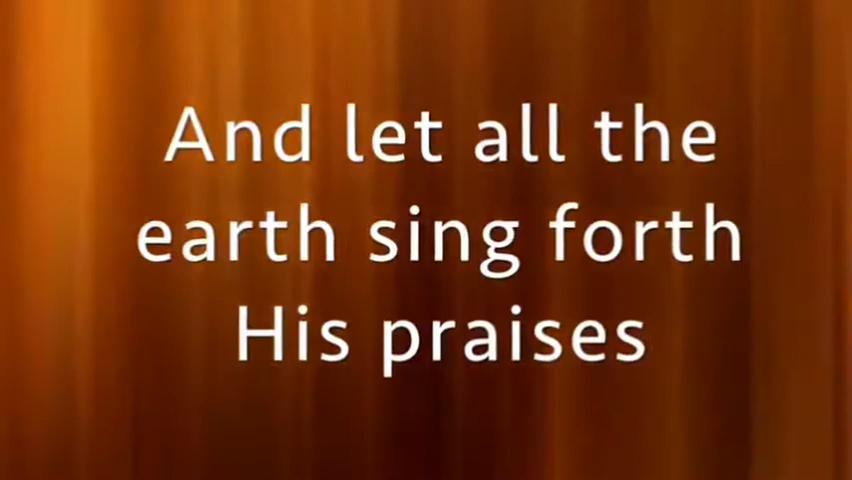 And let all the
earth sing forth
His praises